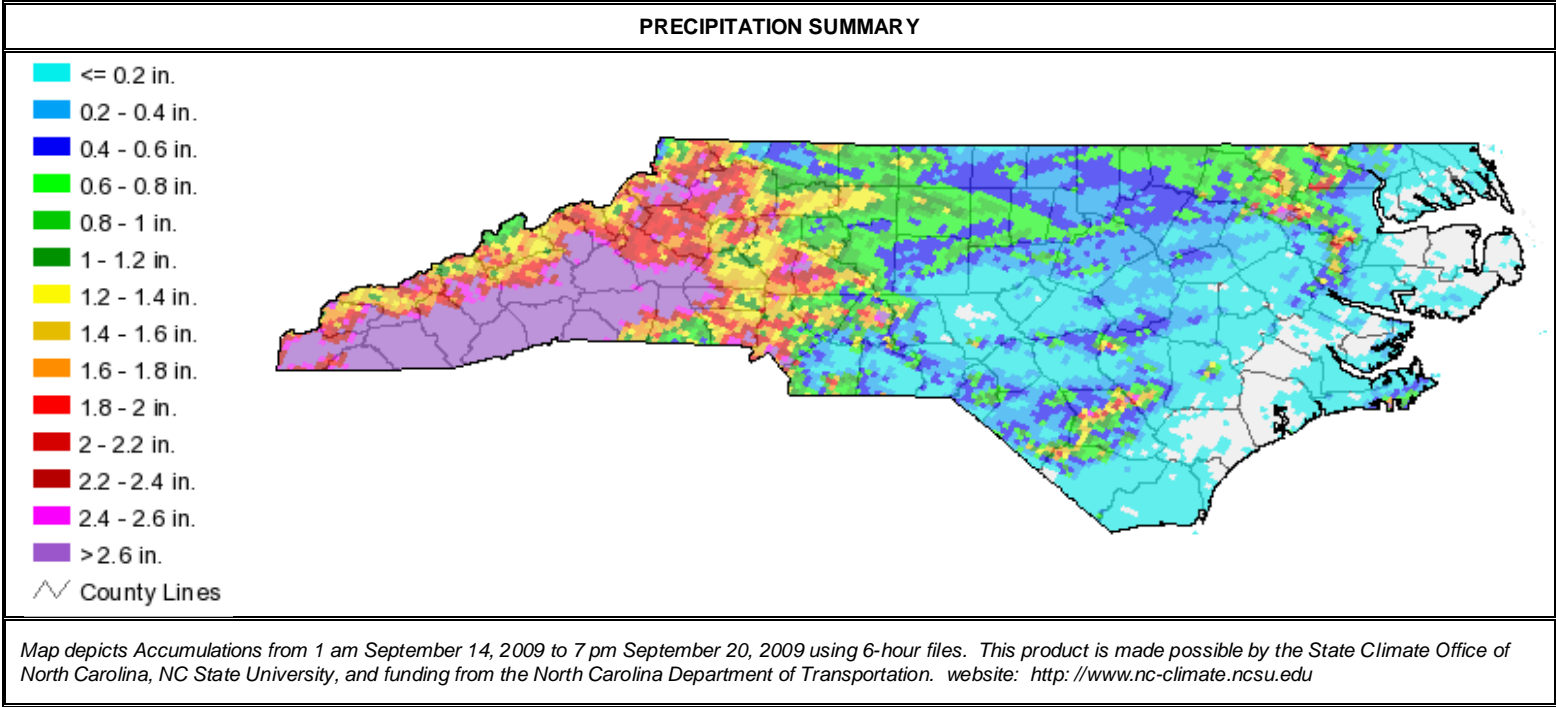 PRECIPITATION SUMMARY
<= 0.2 in.
0.2 - 0.4 in.
0.4 - 0.6 in.
0.6 - 0.8 in.
0.8 - 1 in.
1 - 1.2 in.
1.2 - 1.4 in.
1.4 - 1.6 in.
1.6 - 1.8 in.
1.8 - 2 in.
2 - 2.2 in.
2.2 - 2.4 in.
2.4 - 2.6 in.
> 2.6 in.
County Lines
Map depicts Accumulations from 1 am September 14, 2009 to 7 pm September 20, 2009 using 6-hour files. This product is made possible by the State Climate Office of
North Carolina, NC State University, and funding from the North Carolina Department of Transportation. website: http: //www.nc-climate.ncsu.edu